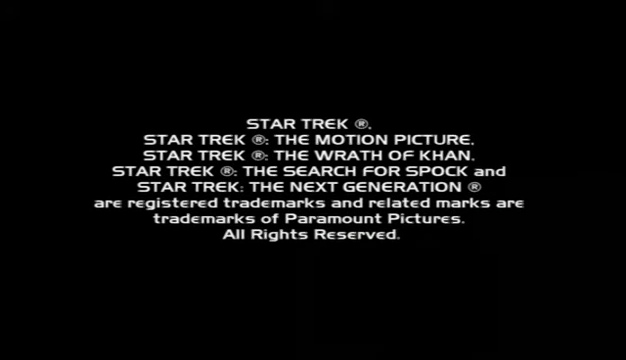 STAR TREK ®,
STAR TREK ®: THE MOTION PICTURE,
STAR TREK ®: THE WRATH OF KHAN,
STAR TREK ®: THE SEARCH FOR SPOCK and
STAR TREK: THE NEXT GENERATION ®
are registered trademarks and related marks are
trademarks of Paramount Pictures.
All Rights Reserved.